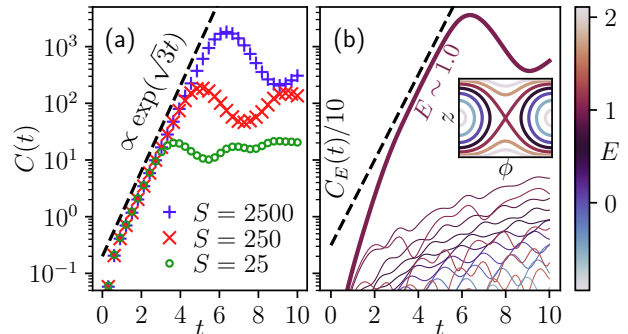 (a)
C(t)
10³
10²
10¹
10⁰
10⁻¹
∝ exp(√3t)
S = 2500
S = 250
S = 25
0 2 4 6 8 10
t
(b)
C_E(t)/10
E ∼ 1.0
z
ϕ
0 2 4 6 8 10
t
2
1
0
E